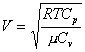 V = √(RTC_p / μC_v)